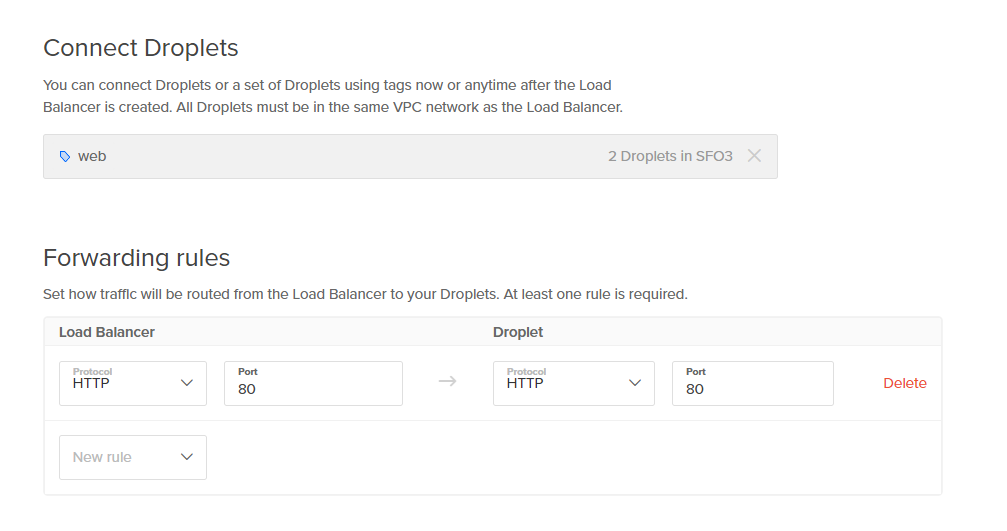 Connect Droplets
You can connect Droplets or a set of Droplets using tags now or anytime after the Load
Balancer is created. All Droplets must be in the same VPC network as the Load Balancer.
web 2 Droplets in SFO3
Forwarding rules
Set how traffic will be routed from the Load Balancer to your Droplets. At least one rule is required.
Load Balancer Droplet
Protocol Port Protocol Port
HTTP 80 HTTP 80 Delete
New rule